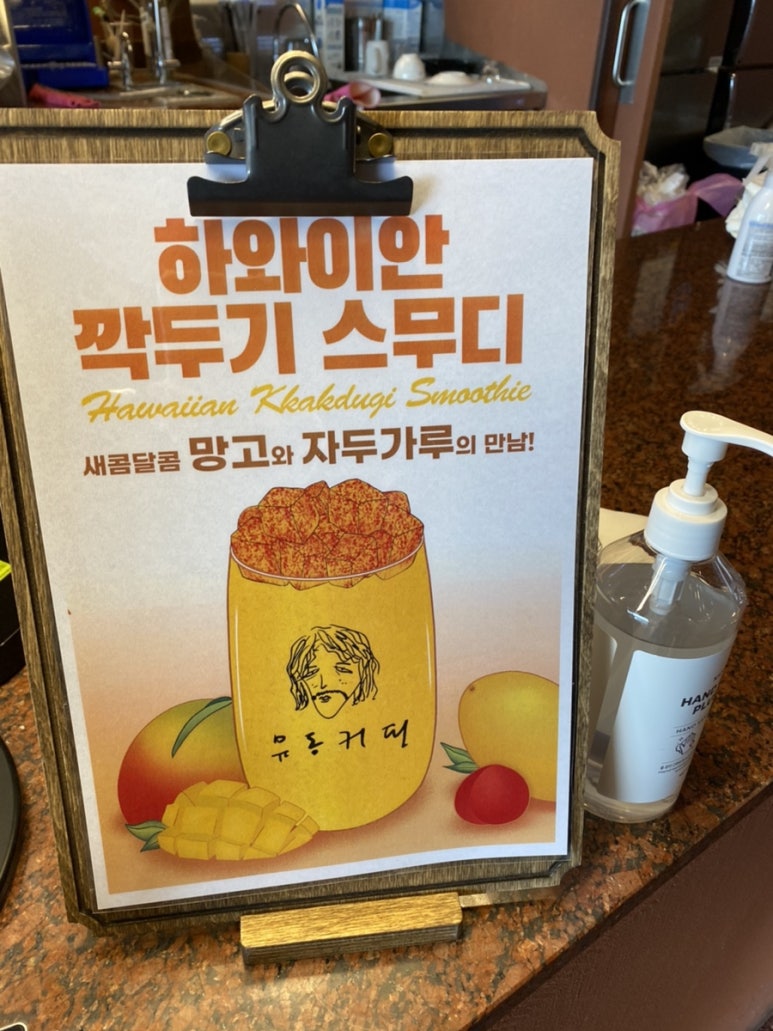 하와이안
깍두기 스무디
Hawaiian Kkakdugi Smoothie
새콤달콤 망고와 자두가루의 만남!
유동커피
HAND